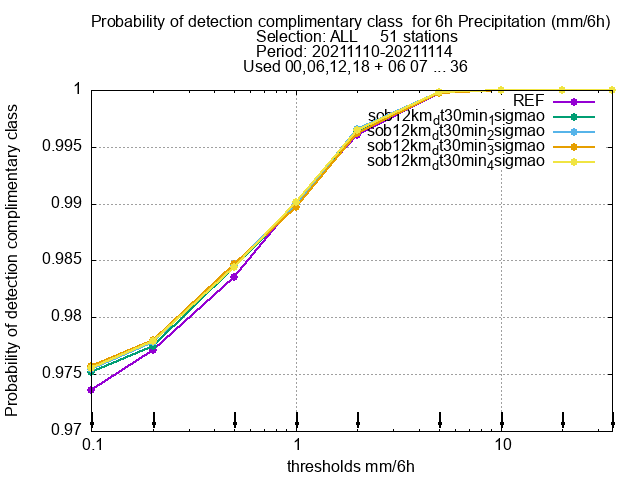 Probability of detection complimentary class  for 6h Precipitation (mm/6h)
Selection: ALL     51 stations
Period: 20211110-20211114
Used 00,06,12,18 + 06 07 ... 36
REF
sob12km_dt30min_1sigmao
sob12km_dt30min_2sigmao
sob12km_dt30min_3sigmao
sob12km_dt30min_4sigmao
Probability of detection complimentary class
1
0.995
0.99
0.985
0.98
0.975
0.97
0.1
1
10
thresholds mm/6h